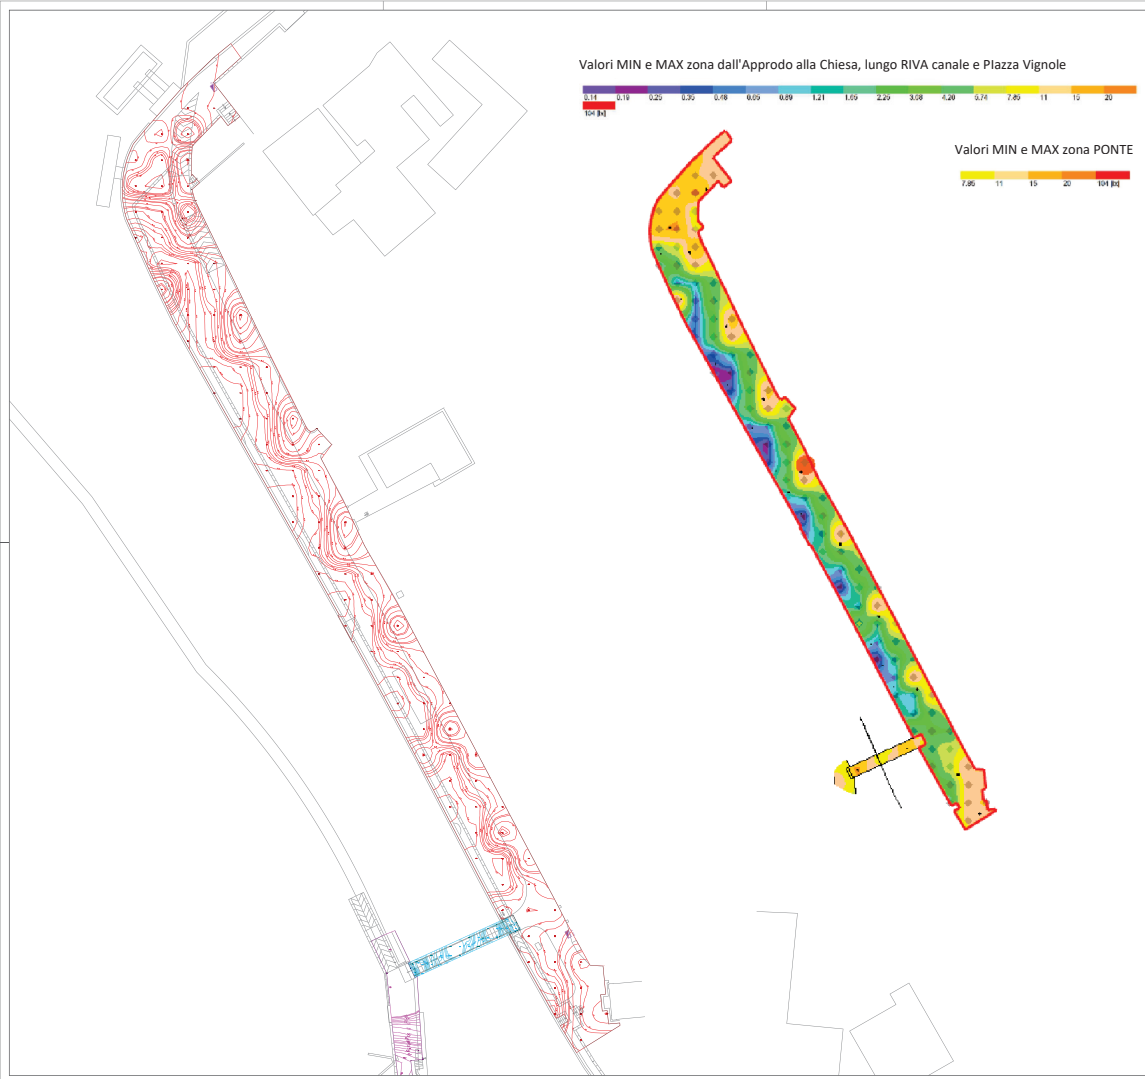 Valori MIN e MAX zona dall'Approdo alla Chiesa, lungo RIVA canale e PIazza Vignole
0.14 0.19 0.25 0.35 0.48 0.65 0.89 1.21 1.65 2.26 3.08 4.20 5.74 7.85 11 15 20
104 [lx]
Valori MIN e MAX zona PONTE
7.85 11 15 20 104 [lx]